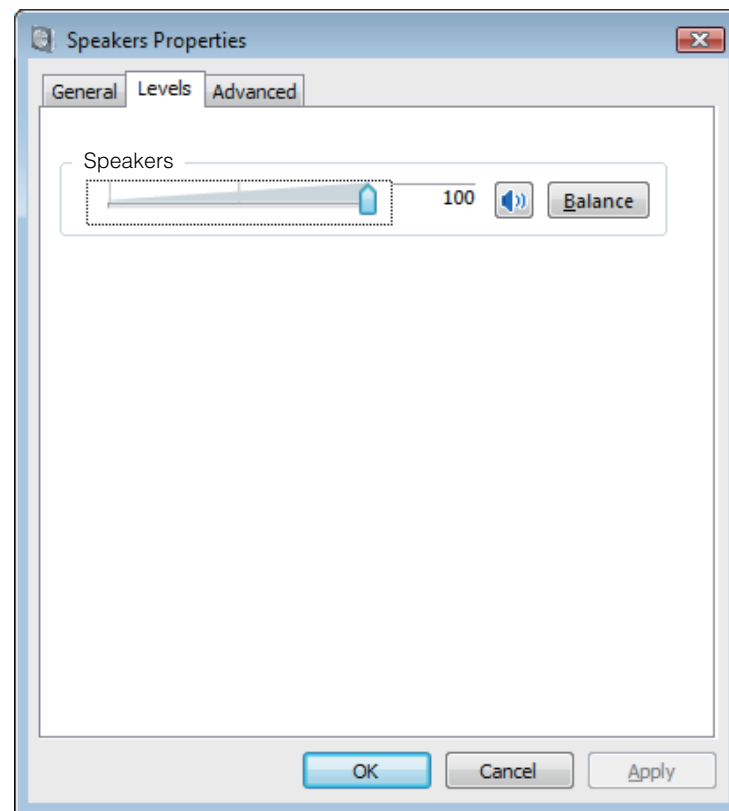 Speakers Properties
General Levels Advanced
Speakers
100 Balance
OK Cancel Apply